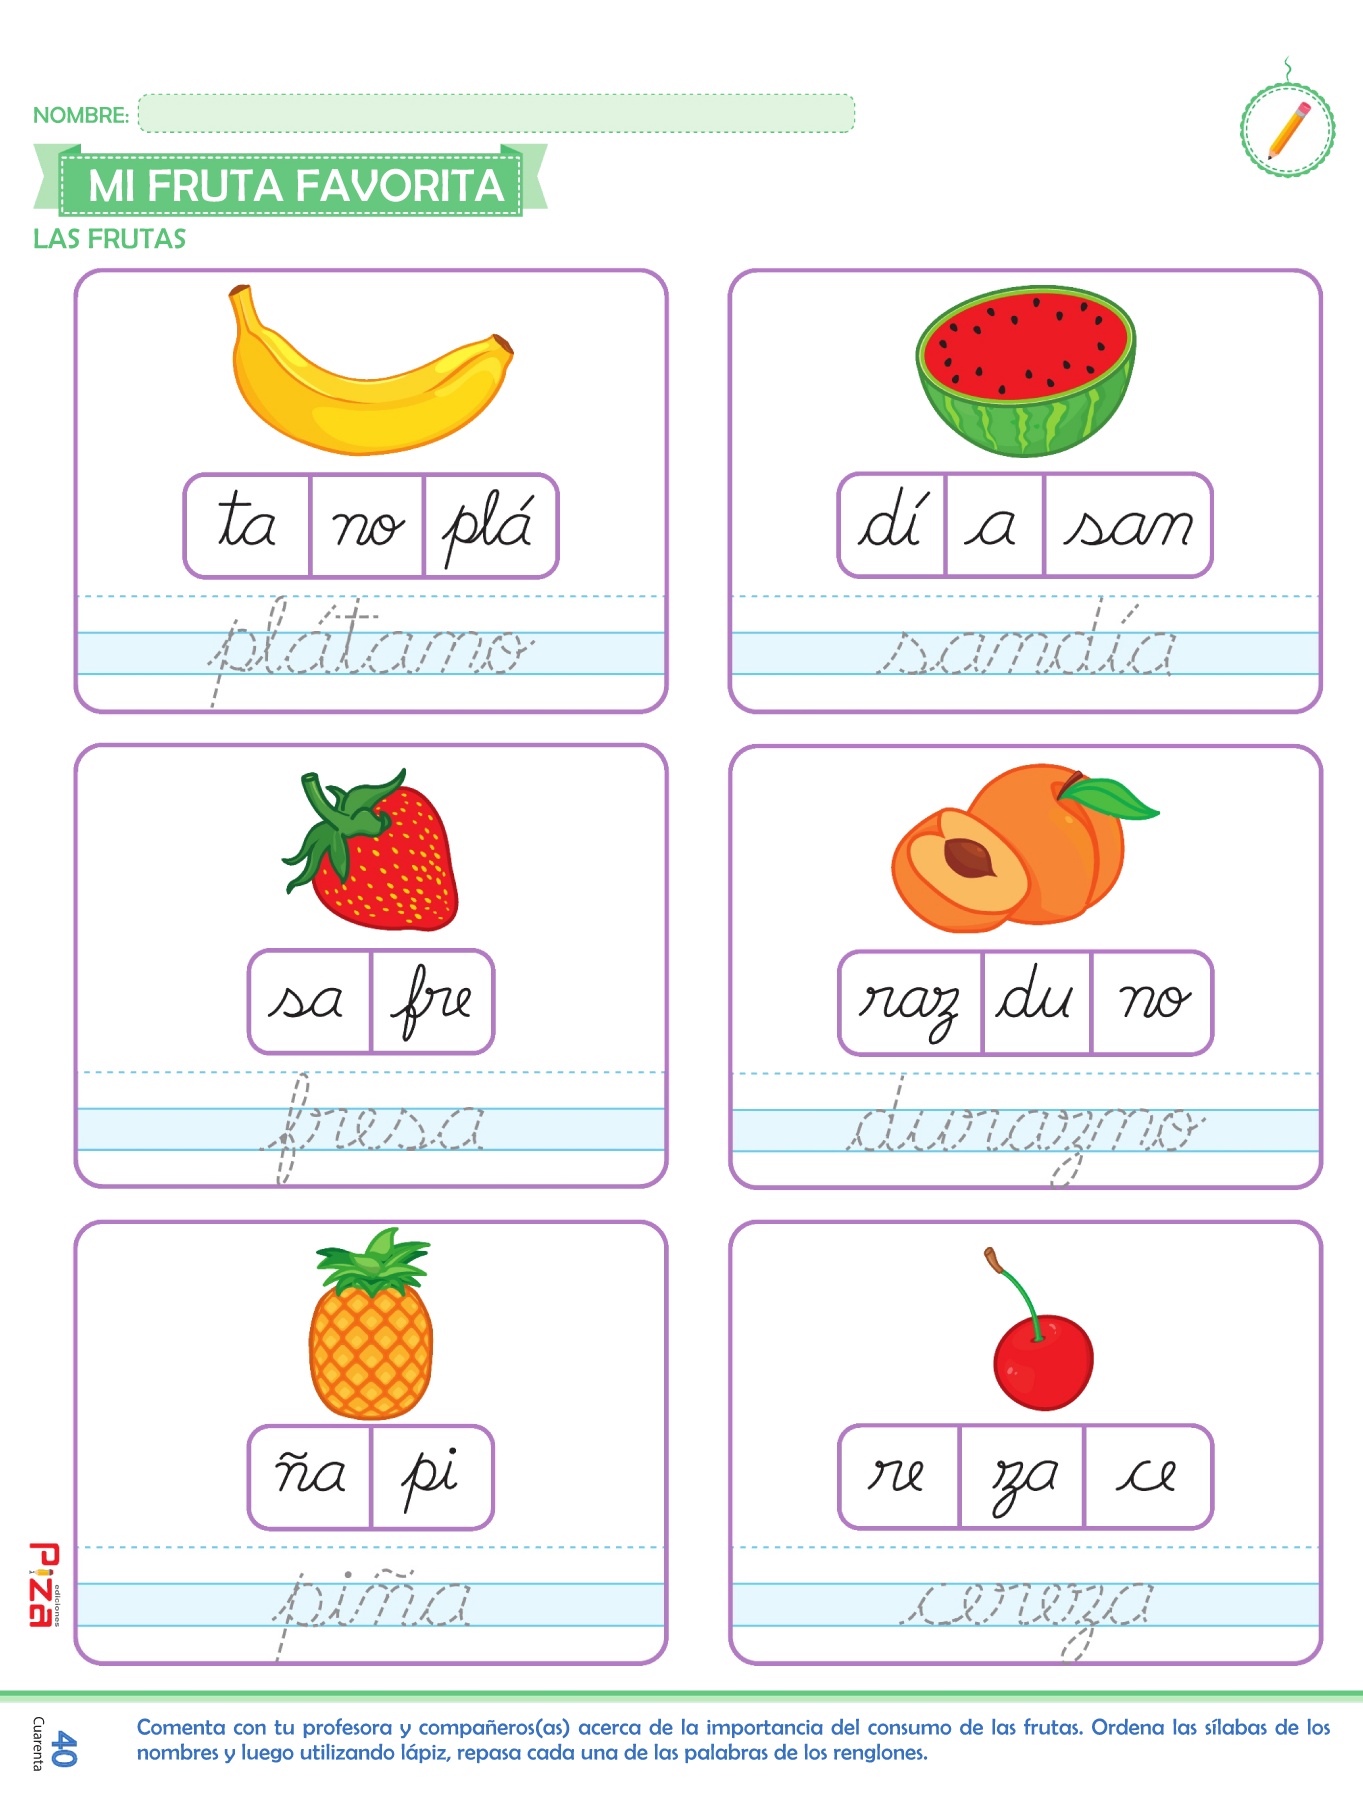 NOMBRE:
MI FRUTA FAVORITA
LAS FRUTAS
ta no plá
plátano
dí a san
sandía
sa fre
fresa
raz du no
durazno
ña pi
piña
re za ce
cereza
Piza
ediciones
40
Cuarenta
Comenta con tu profesora y compañeros(as) acerca de la importancia del consumo de las frutas. Ordena las sílabas de los
nombres y luego utilizando lápiz, repasa cada una de las palabras de los renglones.